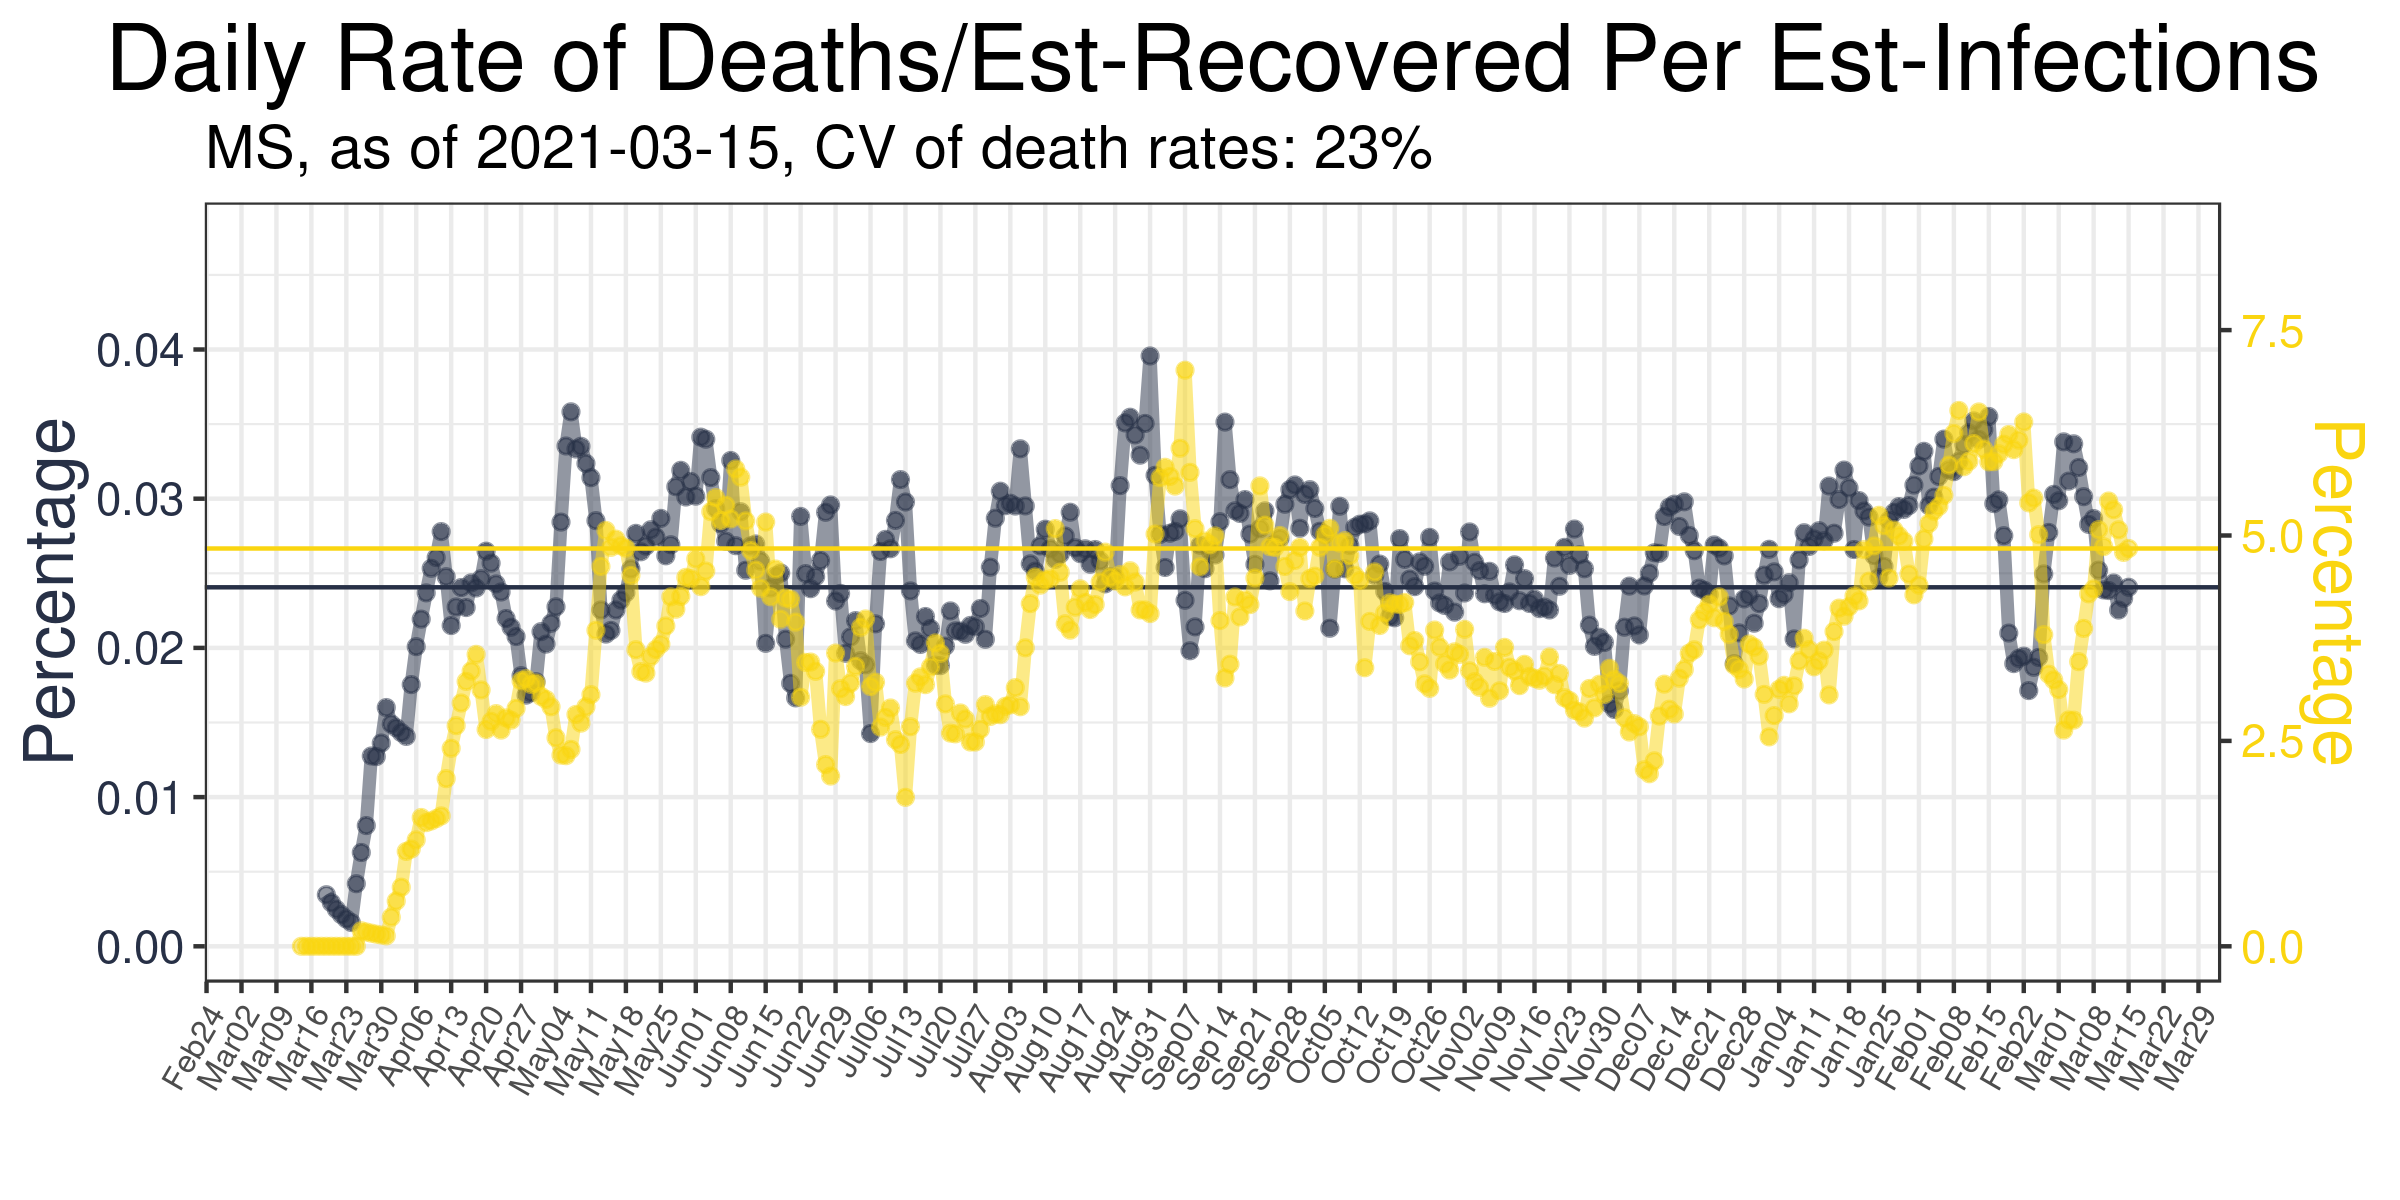 Daily Rate of Deaths/Est-Recovered Per Est-Infections
MS, as of 2021-03-15, CV of death rates: 23%
Percentage
0.04
0.03
0.02
0.01
0.00
7.5
5.0
2.5
0.0
Percentage
Feb24
Mar02
Mar09
Mar16
Mar23
Mar30
Apr06
Apr13
Apr20
Apr27
May04
May11
May18
May25
Jun01
Jun08
Jun15
Jun22
Jun29
Jul06
Jul13
Jul20
Jul27
Aug03
Aug10
Aug17
Aug24
Aug31
Sep07
Sep14
Sep21
Sep28
Oct05
Oct12
Oct19
Oct26
Nov02
Nov09
Nov16
Nov23
Nov30
Dec07
Dec14
Dec21
Dec28
Jan04
Jan11
Jan18
Jan25
Feb01
Feb08
Feb15
Feb22
Mar01
Mar08
Mar15
Mar22
Mar29